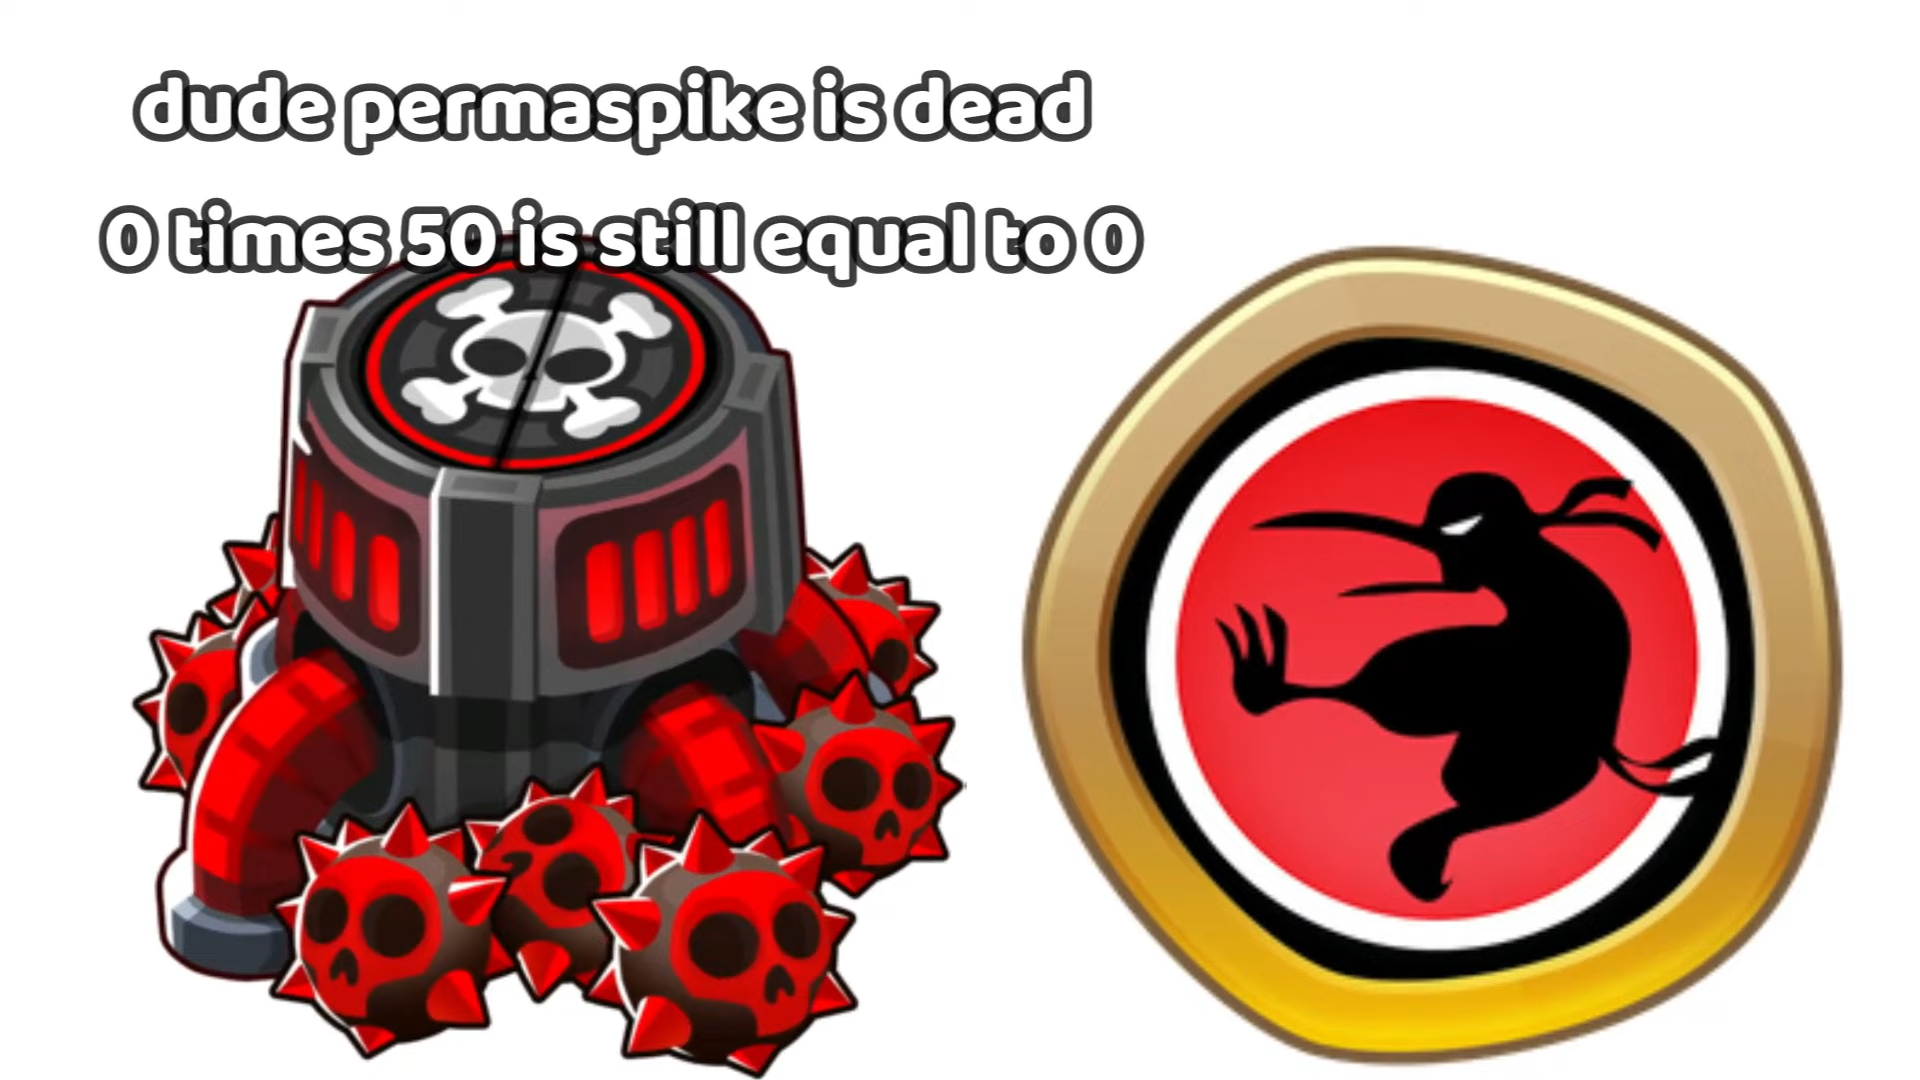 dude permaspike is dead
0 times 50 is still equal to 0